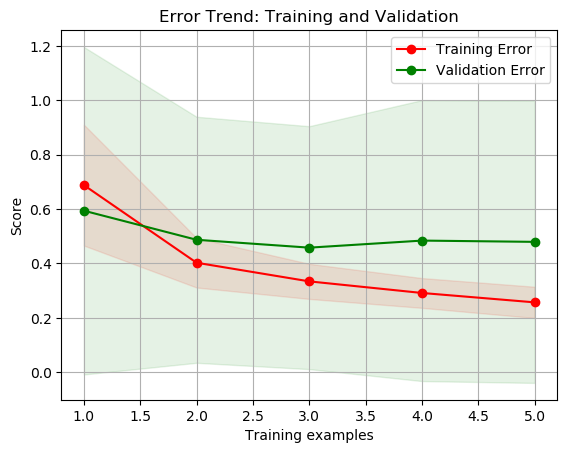 Error Trend: Training and Validation
Training Error
Validation Error
Score
1.2
1.0
0.8
0.6
0.4
0.2
0.0
1.0 1.5 2.0 2.5 3.0 3.5 4.0 4.5 5.0
Training examples